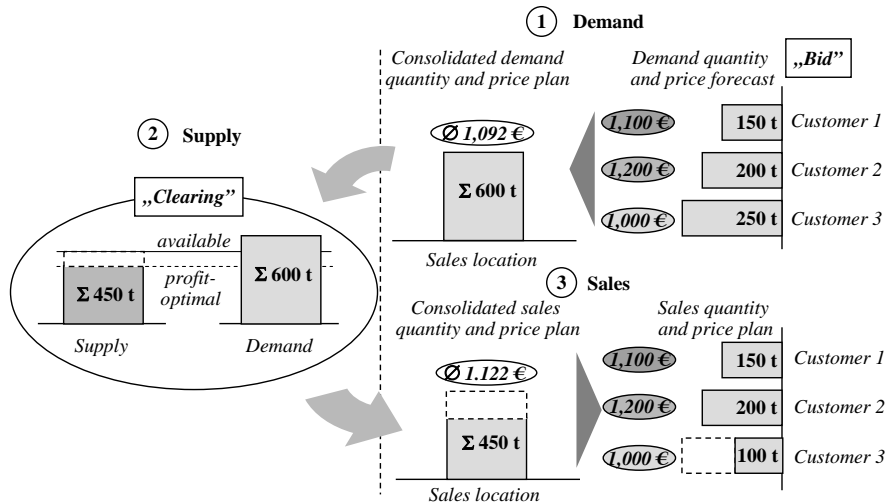 1 Demand
Consolidated demand
quantity and price plan
Demand quantity
and price forecast
„Bid”
Ø 1,092 €
Σ 600 t
Sales location
1,100 €
150 t
Customer 1
1,200 €
200 t
Customer 2
1,000 €
250 t
Customer 3
2 Supply
„Clearing”
available
profit-
optimal
Σ 450 t
Σ 600 t
Supply
Demand
3 Sales
Consolidated sales
quantity and price plan
Sales quantity
and price plan
Ø 1.122 €
Σ 450 t
Sales location
1,100 €
150 t
Customer 1
1,200 €
200 t
Customer 2
1,000 €
100 t
Customer 3